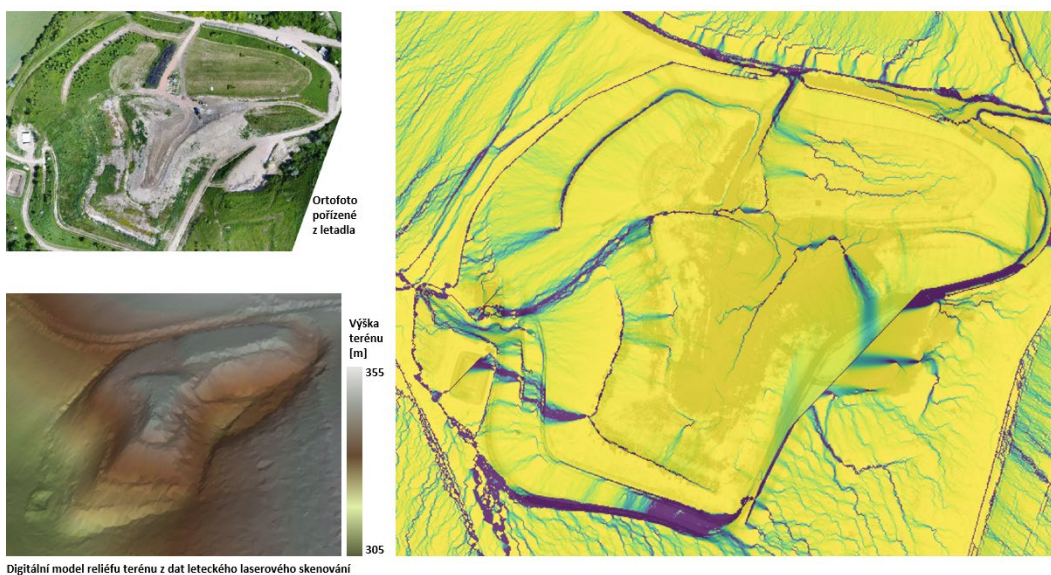 Ortofoto
pořízené
z letadla
Výška
terénu
[m]
355
305
Digitální model reliéfu terénu z dat leteckého laserového skenování